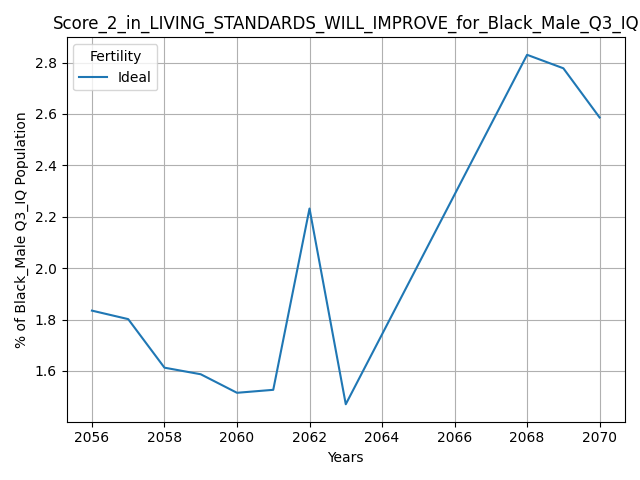 Score_2_in_LIVING_STANDARDS_WILL_IMPROVE_for_Black_Male_Q3_IQ
Fertility
Ideal
% of Black_Male Q3_IQ Population
2.8
2.6
2.4
2.2
2.0
1.8
1.6
2056 2058 2060 2062 2064 2066 2068 2070
Years